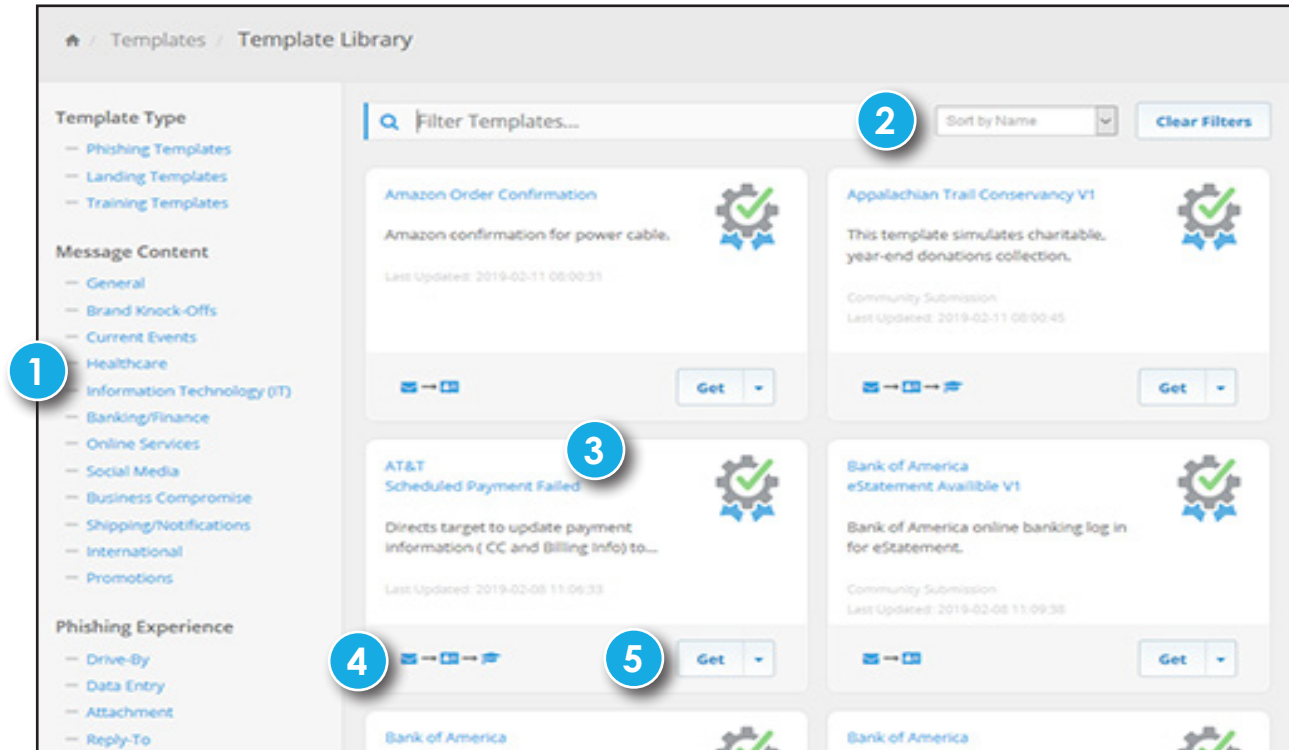 / Templates / Template Library
Template Type
— Phishing Templates
— Landing Templates
— Training Templates
Message Content
— General
— Brand Knock-Offs
— Current Events
— Healthcare
— Information Technology (IT)
— Banking/Finance
— Online Services
— Social Media
— Business Compromise
— Shipping/Notifications
— International
— Promotions
Phishing Experience
— Drive-By
— Data Entry
— Attachment
— Reply-To
1
Filter Templates...
2
Sort by Name
Clear Filters
Amazon Order Confirmation
Amazon confirmation for power cable.
Last Updated: 2019-02-11 08:00:31
Get
Appalachian Trail Conservancy V1
This template simulates charitable,
year-end donations collection.
Community Submission
Last Updated: 2019-02-11 08:00:45
Get
3
AT&T
Scheduled Payment Failed
Directs target to update payment
information ( CC and Billing Info) to...
Last Updated: 2019-02-08 11:06:33
4
5
Get
Bank of America
eStatement Availible V1
Bank of America online banking log in
for eStatement.
Community Submission
Last Updated: 2019-02-08 11:09:38
Get
Bank of America
Bank of America